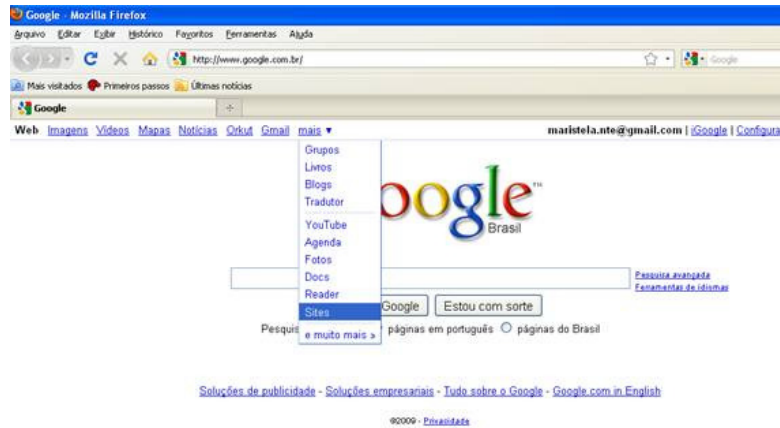 Google - Mozilla Firefox
Arquivo Editar Exibir Histórico Favoritos Ferramentas Ajuda
http://www.google.com.br/ Google
Mais visitados Primeiros passos Últimas notícias
Google
Web Imagens Vídeos Mapas Notícias Orkut Gmail mais ▼ maristela.nte@gmail.com | iGoogle | Configura
Grupos
Livros
Blogs
Tradutor
YouTube
Agenda
Fotos
Docs
Reader
Sites
e muito mais »
oogle™
Brasil
Pesquisa avançada
Ferramentas de idiomas
Google Estou com sorte
Pesquis páginas em português páginas do Brasil
Soluções de publicidade - Soluções empresariais - Tudo sobre o Google - Google.com in English
©2009 - Privacidade